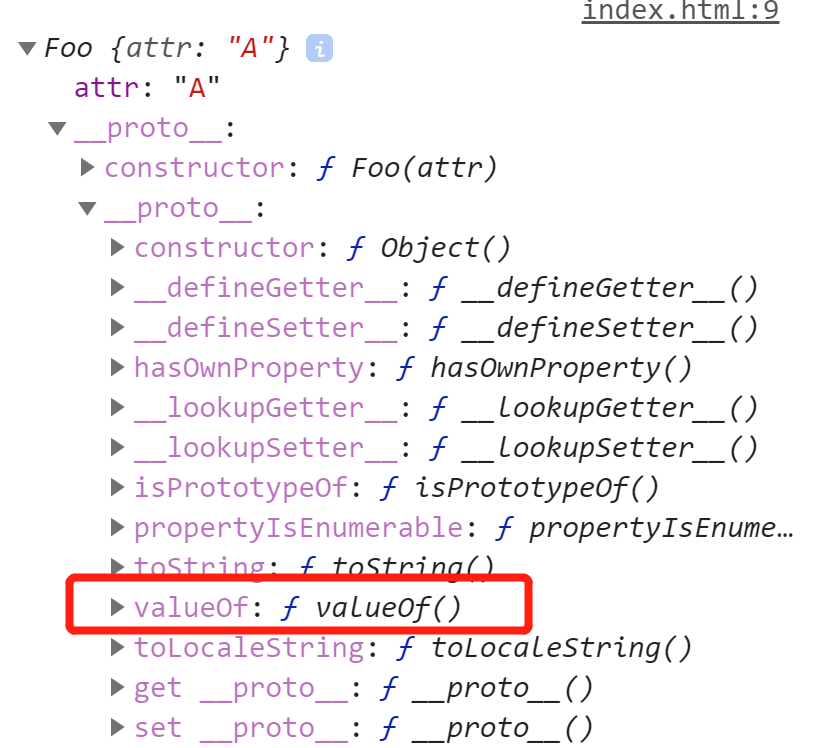 index.html:9
▼Foo {attr: "A"} i
attr: "A"
▼__proto__:
▶constructor: ƒ Foo(attr)
▼__proto__:
▶constructor: ƒ Object()
▶__defineGetter__: ƒ __defineGetter__()
▶__defineSetter__: ƒ __defineSetter__()
▶hasOwnProperty: ƒ hasOwnProperty()
▶__lookupGetter__: ƒ __lookupGetter__()
▶__lookupSetter__: ƒ __lookupSetter__()
▶isPrototypeOf: ƒ isPrototypeOf()
▶propertyIsEnumerable: ƒ propertyIsEnume…
▶toString: ƒ toString()
▶valueOf: ƒ valueOf()
▶toLocaleString: ƒ toLocaleString()
▶get __proto__: ƒ __proto__()
▶set __proto__: ƒ __proto__()